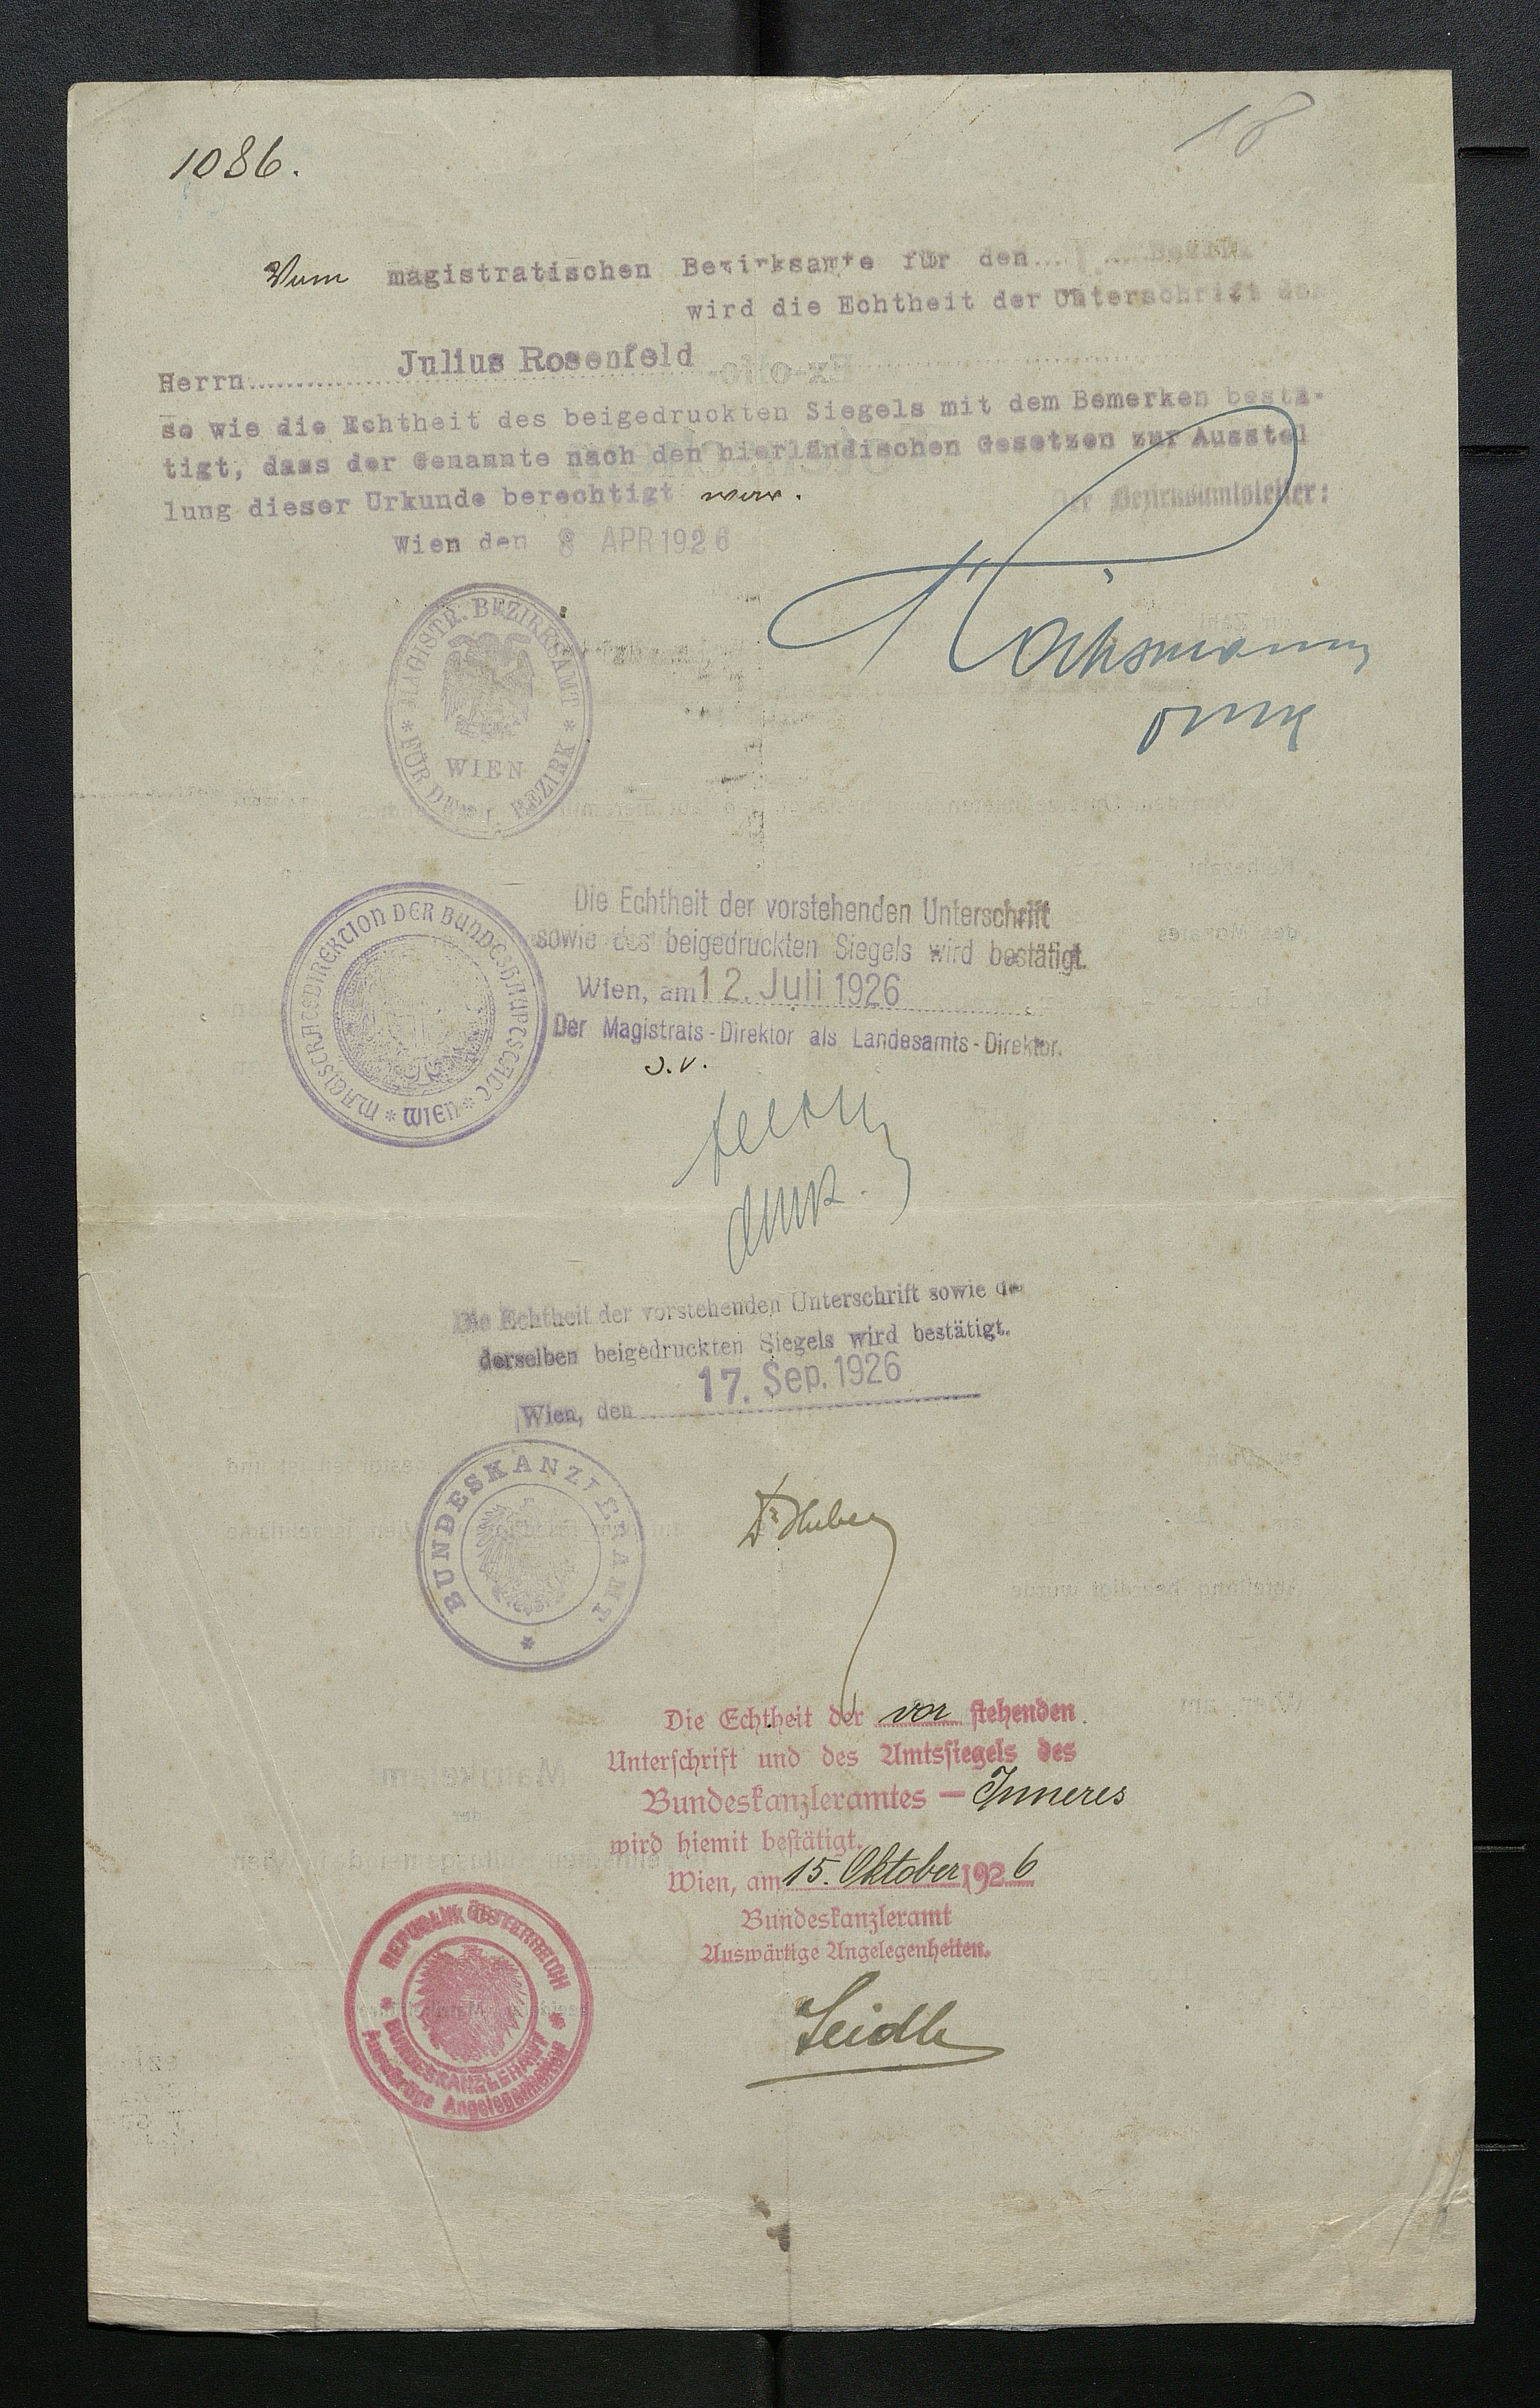 1086.
18
Vom magistratischen Bezirksamte für den I Bezirk
wird die Echtheit der Unterschrift des
Herrn Julius Rosenfeld
so wie die Echtheit des beigedruckten Siegels mit dem Bemerken bestä-
tigt, dass der Genannte nach den hierländischen Gesetzen zur Ausstel
lung dieser Urkunde berechtigt war.
Der Bezirksamtsleiter:
Wien den 8 APR 1926
MAGISTR. BEZIRKSAMT
FÜR DEN I. BEZIRK
WIEN
Die Echtheit der vorstehenden Unterschrift
sowie des beigedruckten Siegels wird bestätigt.
Wien, am 12. Juli 1926
Der Magistrats-Direktor als Landesamts-Direktor.
MAGISTRATSDIREKTION DER BUNDESHAUPTSTADT
WIEN
Die Echtheit der vorstehenden Unterschrift sowie
derselben beigedruckten Siegels wird bestätigt.
Wien, den 17. Sep. 1926
BUNDESKANZLERAMT
Dr Huber
Die Echtheit der vor stehenden
Unterschrift und des Amtssiegels des
Bundeskanzleramtes — Inneres
wird hiemit bestätigt.
Wien, am 15. Oktober 1926
Bundeskanzleramt
Auswärtige Angelegenheiten.
REPUBLIK ÖSTERREICH
BUNDESKANZLERAMT
Auswärtige Angelegenheiten
Seidl